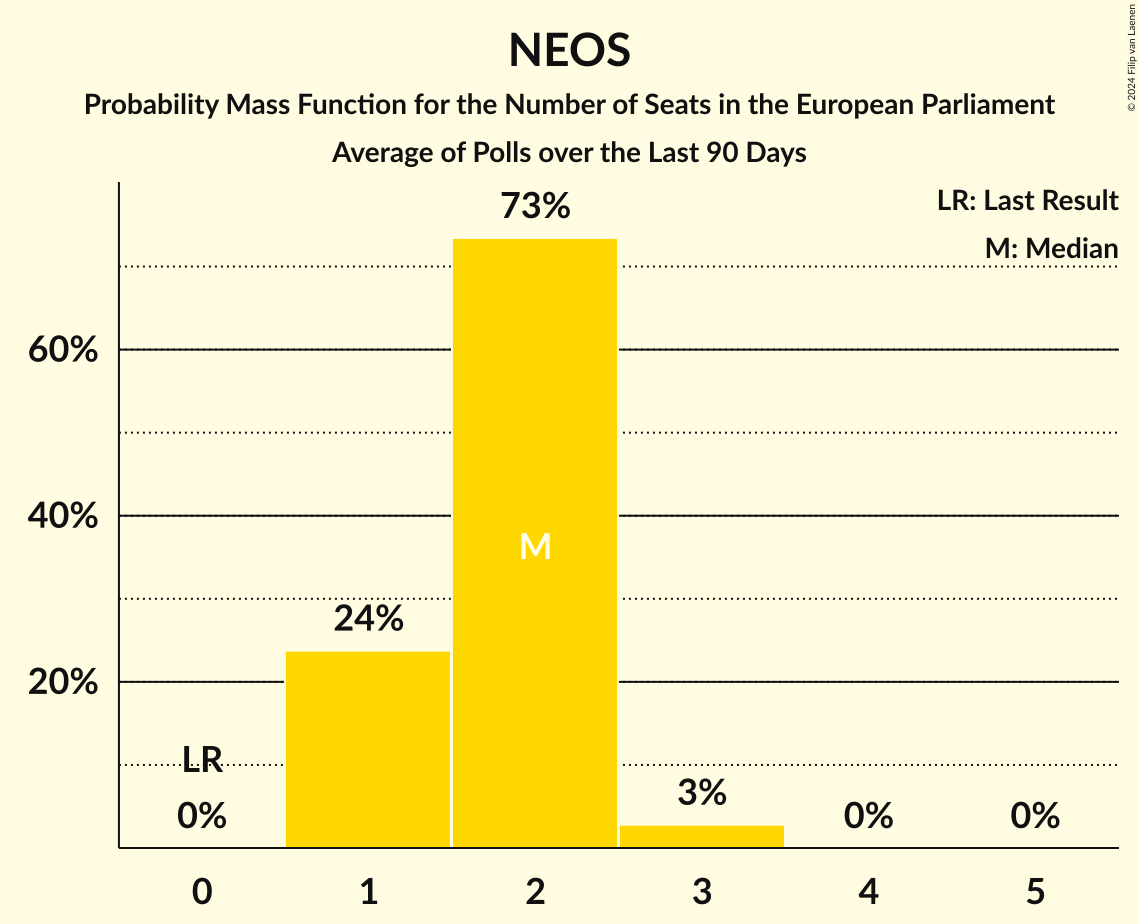 NEOS
Probability Mass Function for the Number of Seats in the European Parliament
Average of Polls over the Last 90 Days
© 2024 Filip van Laenen
LR: Last Result
M: Median
73%
60%
40%
M
24%
20%
LR
0%
3%
0%
0%
0
1
2
3
4
5